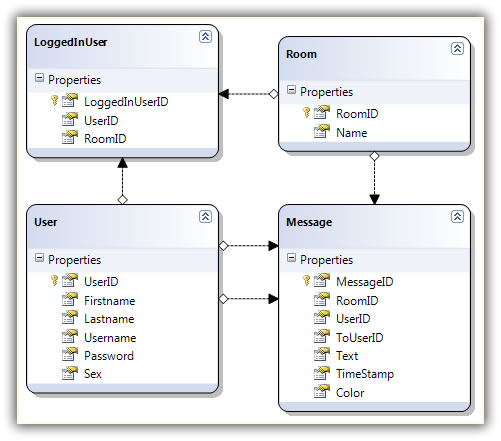 LoggedInUser
Properties
LoggedInUserID
UserID
RoomID
Room
Properties
RoomID
Name
User
Properties
UserID
Firstname
Lastname
Username
Password
Sex
Message
Properties
MessageID
RoomID
UserID
ToUserID
Text
TimeStamp
Color